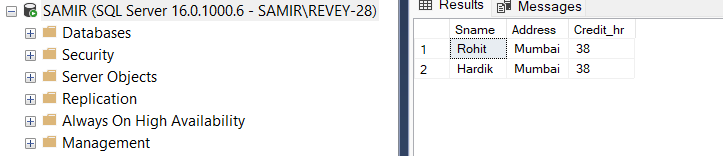 SAMIR (SQL Server 16.0.1000.6 - SAMIR\REVEY-28)
Databases
Security
Server Objects
Replication
Always On High Availability
Management
Results Messages
Sname Address Credit_hr
1 Rohit Mumbai 38
2 Hardik Mumbai 38